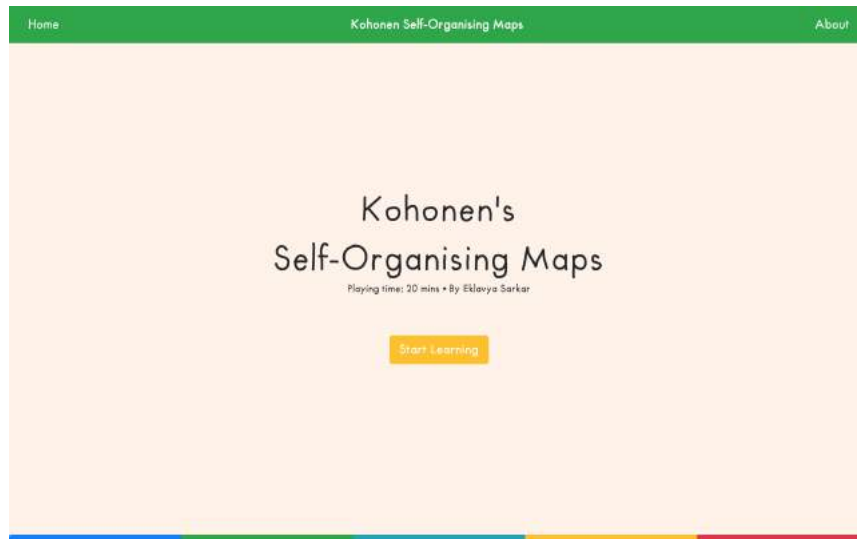 Home Kohonen Self-Organising Maps About
Kohonen's
Self-Organising Maps
Playing time: 20 mins • By Eklavya Sarkar
Start Learning